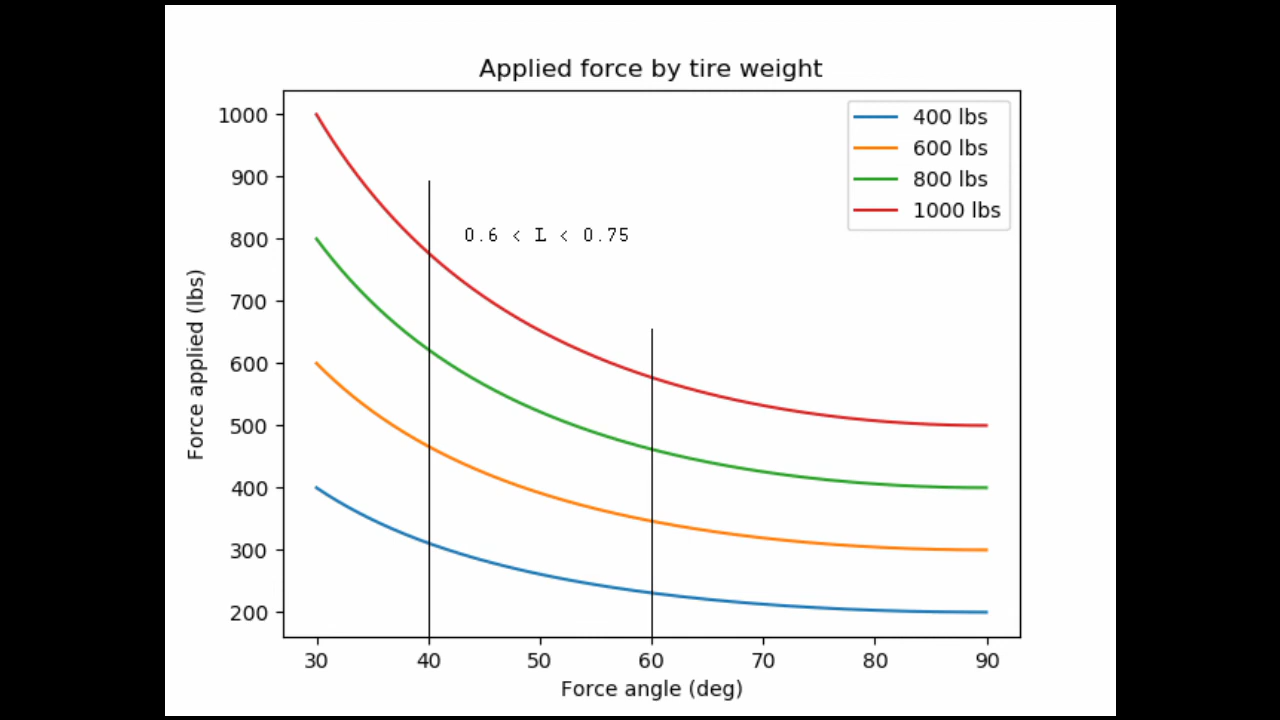 Applied force by tire weight
1000
900
800
700
600
500
400
300
200
Force applied (lbs)
400 lbs
600 lbs
800 lbs
1000 lbs
0.6 < L < 0.75
30 40 50 60 70 80 90
Force angle (deg)